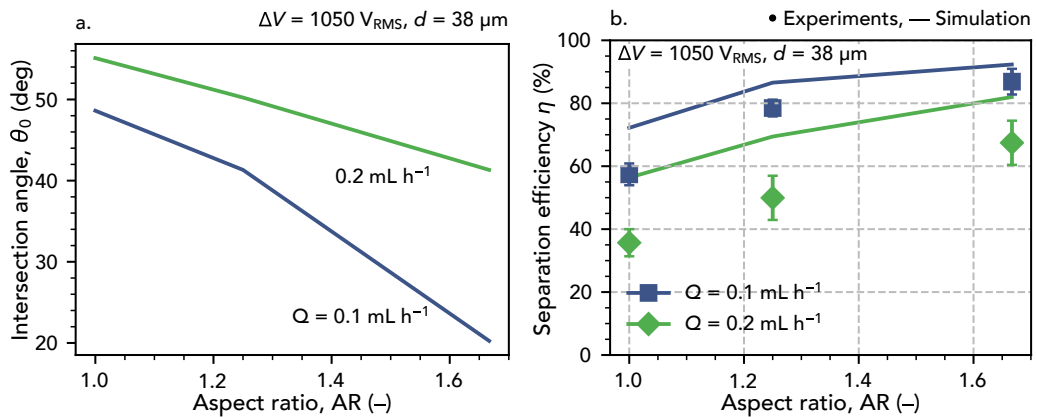 a.
ΔV = 1050 V_RMS, d = 38 μm
Intersection angle, θ₀ (deg)
50
40
30
20
0.2 mL h⁻¹
Q = 0.1 mL h⁻¹
1.0
1.2
1.4
1.6
Aspect ratio, AR (–)
b.
• Experiments, — Simulation
ΔV = 1050 V_RMS, d = 38 μm
Separation efficiency η (%)
100
80
60
40
20
0
Q = 0.1 mL h⁻¹
Q = 0.2 mL h⁻¹
1.0
1.2
1.4
1.6
Aspect ratio, AR (–)